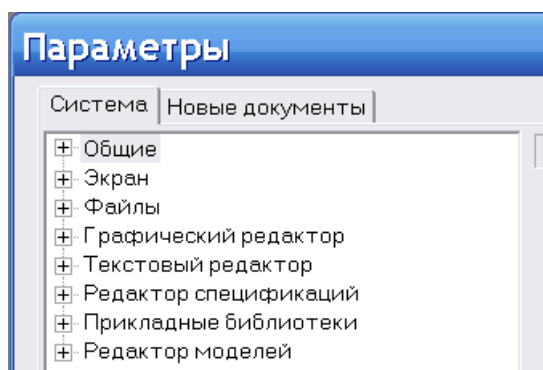 Параметры
Система Новые документы
Общие
Экран
Файлы
Графический редактор
Текстовый редактор
Редактор спецификаций
Прикладные библиотеки
Редактор моделей